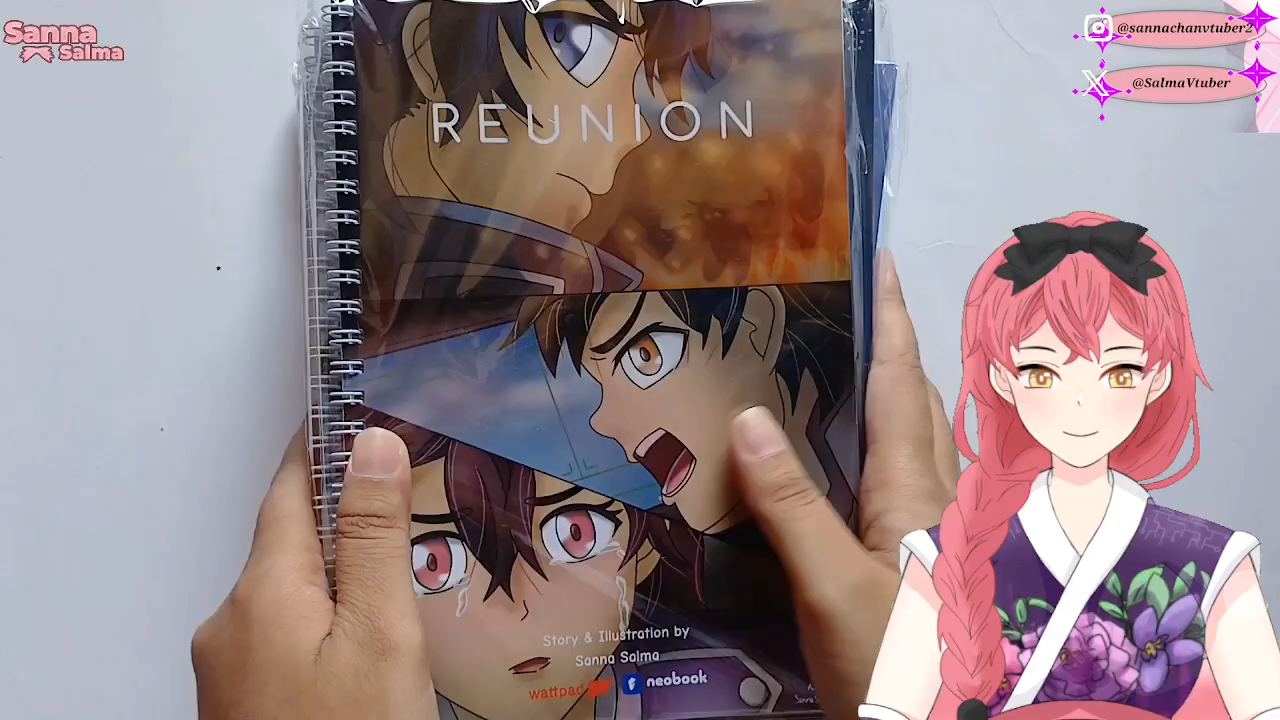 Sanna
Salma
@sannachanvtuber2
@SalmaVtuber
REUNION
Story & Illustration by
Sanna Salma
wattpad
neobook